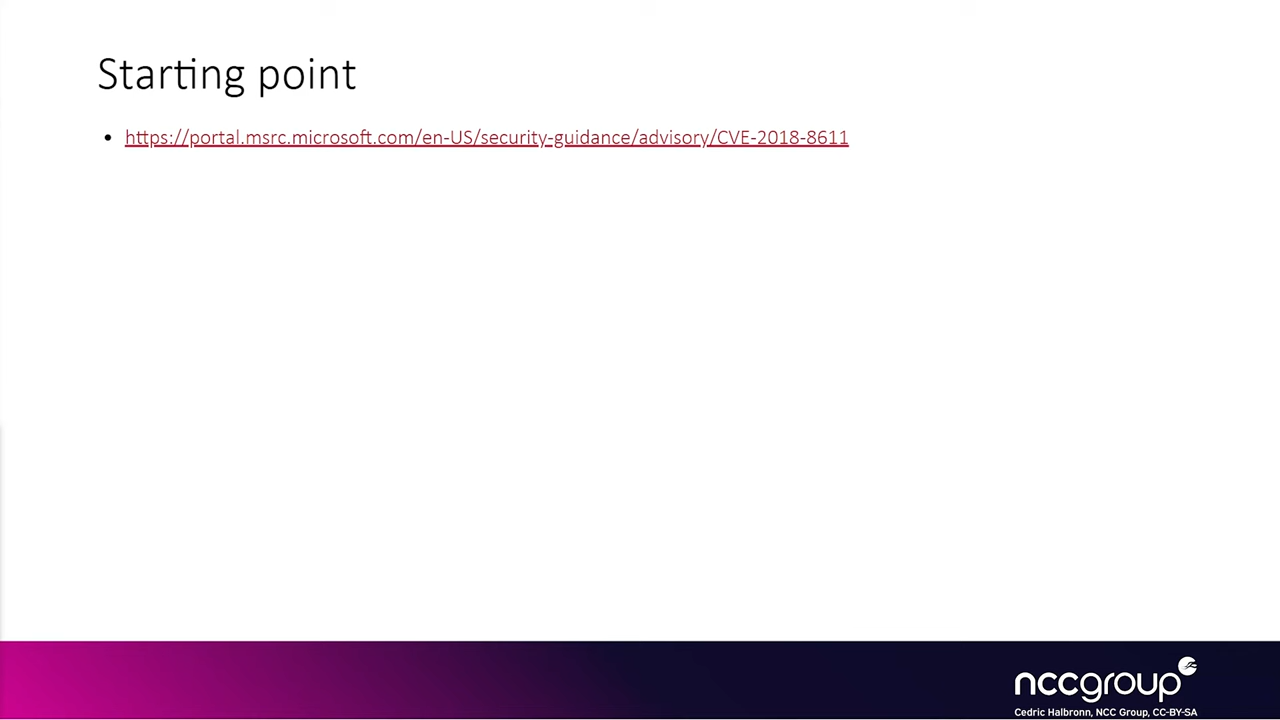 Starting point
• https://portal.msrc.microsoft.com/en-US/security-guidance/advisory/CVE-2018-8611
nccgroup
Cedric Halbronn, NCC Group, CC-BY-SA